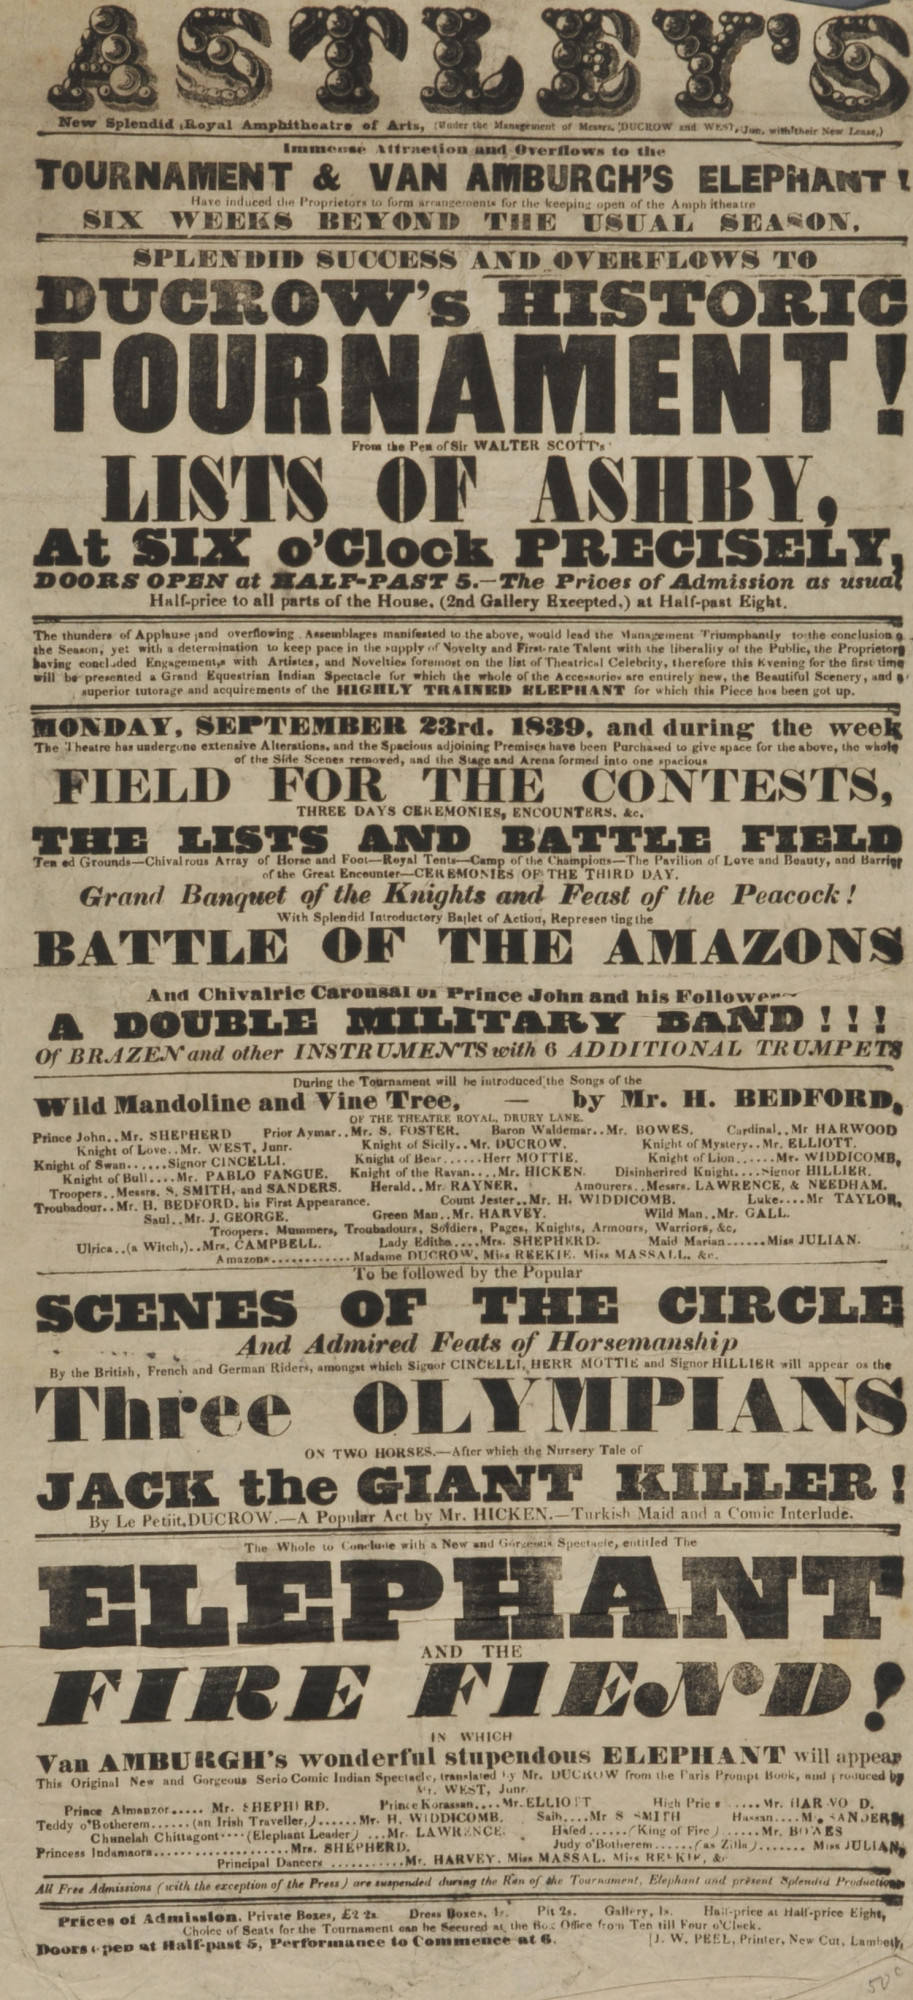 ASTLEY'S
New Splendid Royal Amphitheatre of Arts, (Under the Management of Messrs. DUCROW and WEST, Jun. with their New Lease,)
Immense Attraction and Overflows to the
TOURNAMENT & VAN AMBURGH'S ELEPHANT!
Have induced the Proprietors to form arrangements for the keeping open of the Amphitheatre
SIX WEEKS BEYOND THE USUAL SEASON.
SPLENDID SUCCESS AND OVERFLOWS TO
DUCROW's HISTORIC
TOURNAMENT!
From the Pen of Sir WALTER SCOTT's
LISTS OF ASHBY,
At SIX o'Clock PRECISELY,
DOORS OPEN at HALF-PAST 5.—The Prices of Admission as usual
Half-price to all parts of the House, (2nd Gallery Excepted,) at Half-past Eight.
The thunders of Applause and overflowing Assemblages manifested to the above, would lead the Management Triumphantly to the conclusion o
the Season, yet with a determination to keep pace in the supply of Novelty and First-rate Talent with the liberality of the Public, the Proprietors
having concluded Engagements with Artistes, and Novelties foremost on the list of Theatrical Celebrity, therefore this Evening for the first time
will be presented a Grand Equestrian Indian Spectacle for which the whole of the Accessories are entirely new, the Beautiful Scenery, and
superior tutorage and acquirements of the HIGHLY TRAINED ELEPHANT for which this Piece has been got up.
MONDAY, SEPTEMBER 23rd. 1839, and during the week
The Theatre has undergone extensive Alterations, and the Spacious adjoining Premises have been Purchased to give space for the above, the whole
of the Side Scenes removed, and the Stage and Arena formed into one spacious
FIELD FOR THE CONTESTS,
THREE DAYS CEREMONIES, ENCOUNTERS, &c.
THE LISTS AND BATTLE FIELD
Tented Grounds—Chivalrous Array of Horse and Foot—Royal Tents—Camp of the Champions—The Pavilion of Love and Beauty, and Barrier
of the Great Encounter—CEREMONIES OF THE THIRD DAY.
Grand Banquet of the Knights and Feast of the Peacock!
With Splendid Introductory Ballet of Action, Representing the
BATTLE OF THE AMAZONS
And Chivalric Carousal of Prince John and his Followers
A DOUBLE MILITARY BAND!!!
Of BRAZEN and other INSTRUMENTS with 6 ADDITIONAL TRUMPETS
During the Tournament will be introduced the Songs of the
Wild Mandoline and Vine Tree, — by Mr. H. BEDFORD,
OF THE THEATRE ROYAL, DRURY LANE.
Prince John..Mr. SHEPHERD Prior Aymar..Mr. S. FOSTER. Baron Waldemar..Mr. BOWES. Cardinal..Mr HARWOOD
Knight of Love..Mr. WEST, Junr. Knight of Sicily..Mr. DUCROW. Knight of Mystery..Mr. ELLIOTT.
Knight of Swan......Signor CINCELLI. Knight of Bear......Herr MOTTIE. Knight of Lion......Mr. WIDDICOMB,
Knight of Bull....Mr. PABLO FANGUE. Knight of the Ravan....Mr. HICKEN. Disinherired Knight....Signor HILLIER.
Troopers..Messrs. S. SMITH, and SANDERS. Herald..Mr. RAYNER. Amourers..Messrs. LAWRENCE, & NEEDHAM.
Troubadour..Mr. H. BEDFORD, his First Appearance. Count Jester..Mr. H. WIDDICOMB. Luke....Mr TAYLOR,
Saul..Mr. J. GEORGE. Green Man..Mr. HARVEY. Wild Man..Mr. GALL.
Troopers, Mummers, Troubadours, Soldiers, Pages, Knights, Armours, Warriors, &c,
Ulrica..(a Witch,)..Mrs. CAMPBELL. Lady Editha....Mrs. SHEPHERD. Maid Marian......Miss JULIAN.
Amazons............Madame DUCROW, Miss REEKIE, Miss MASSALL, &c.
To be followed by the Popular
SCENES OF THE CIRCLE
And Admired Feats of Horsemanship
By the British, French and German Riders, amongst which Signor CINCELLI, HERR MOTTIE and Signor HILLIER will appear as the
Three OLYMPIANS
ON TWO HORSES.—After which the Nursery Tale of
JACK the GIANT KILLER!
By Le Petiit, DUCROW.—A Popular Act by Mr. HICKEN.—Turkish Maid and a Comic Interlude.
The Whole to Conclude with a New and Gorgeous Spectacle, entitled The
ELEPHANT
AND THE
FIRE FIEND!
IN WHICH
Van AMBURGH's wonderful stupendous ELEPHANT will appear
This Original New and Gorgeous Serio Comic Indian Spectacle, translated by Mr. DUCROW from the Paris Prompt Book, and produced by
Mr. WEST, Junr.
Prince Almanzor..... Mr. SHEPHERD. Prince Korassan....Mr. ELLIOTT High Priest .....Mr. HARWOOD.
Teddy o'Botherem.....(an Irish Traveller,)......Mr. H. WIDDICOMB. Saib....Mr S SMITH Hassan.....Mr. SANDERS
Chunelah Chittagont····(Elephant Leader) ...Mr. LAWRENCE. Hafed......(King of Fire).....Mr. BOWES
Princess Indamora.....................Mrs. SHEPHERD. Judy o'Botherem.....(as Zilla)....... Miss JULIAN,
Principal Dancers ...........Mr. HARVEY. Miss MASSAL. Miss REEKIE, &c
All Free Admissions (with the exception of the Press) are suspended during the Run of the Tournament, Elephant and present Splendid Productions
Prices of Admission. Private Boxes, £2 2s. Dress Boxes, Pit 2s. Gallery, 1s. Half-price at Half-price Eight,
Choice of Seats for the Tournament can be Secured at the Box Office from Ten till Four o'Clock.
Doors open at Half-past 5, Performance to Commence at 6. [J. W. PEEL, Printer, New Cut, Lambeth,